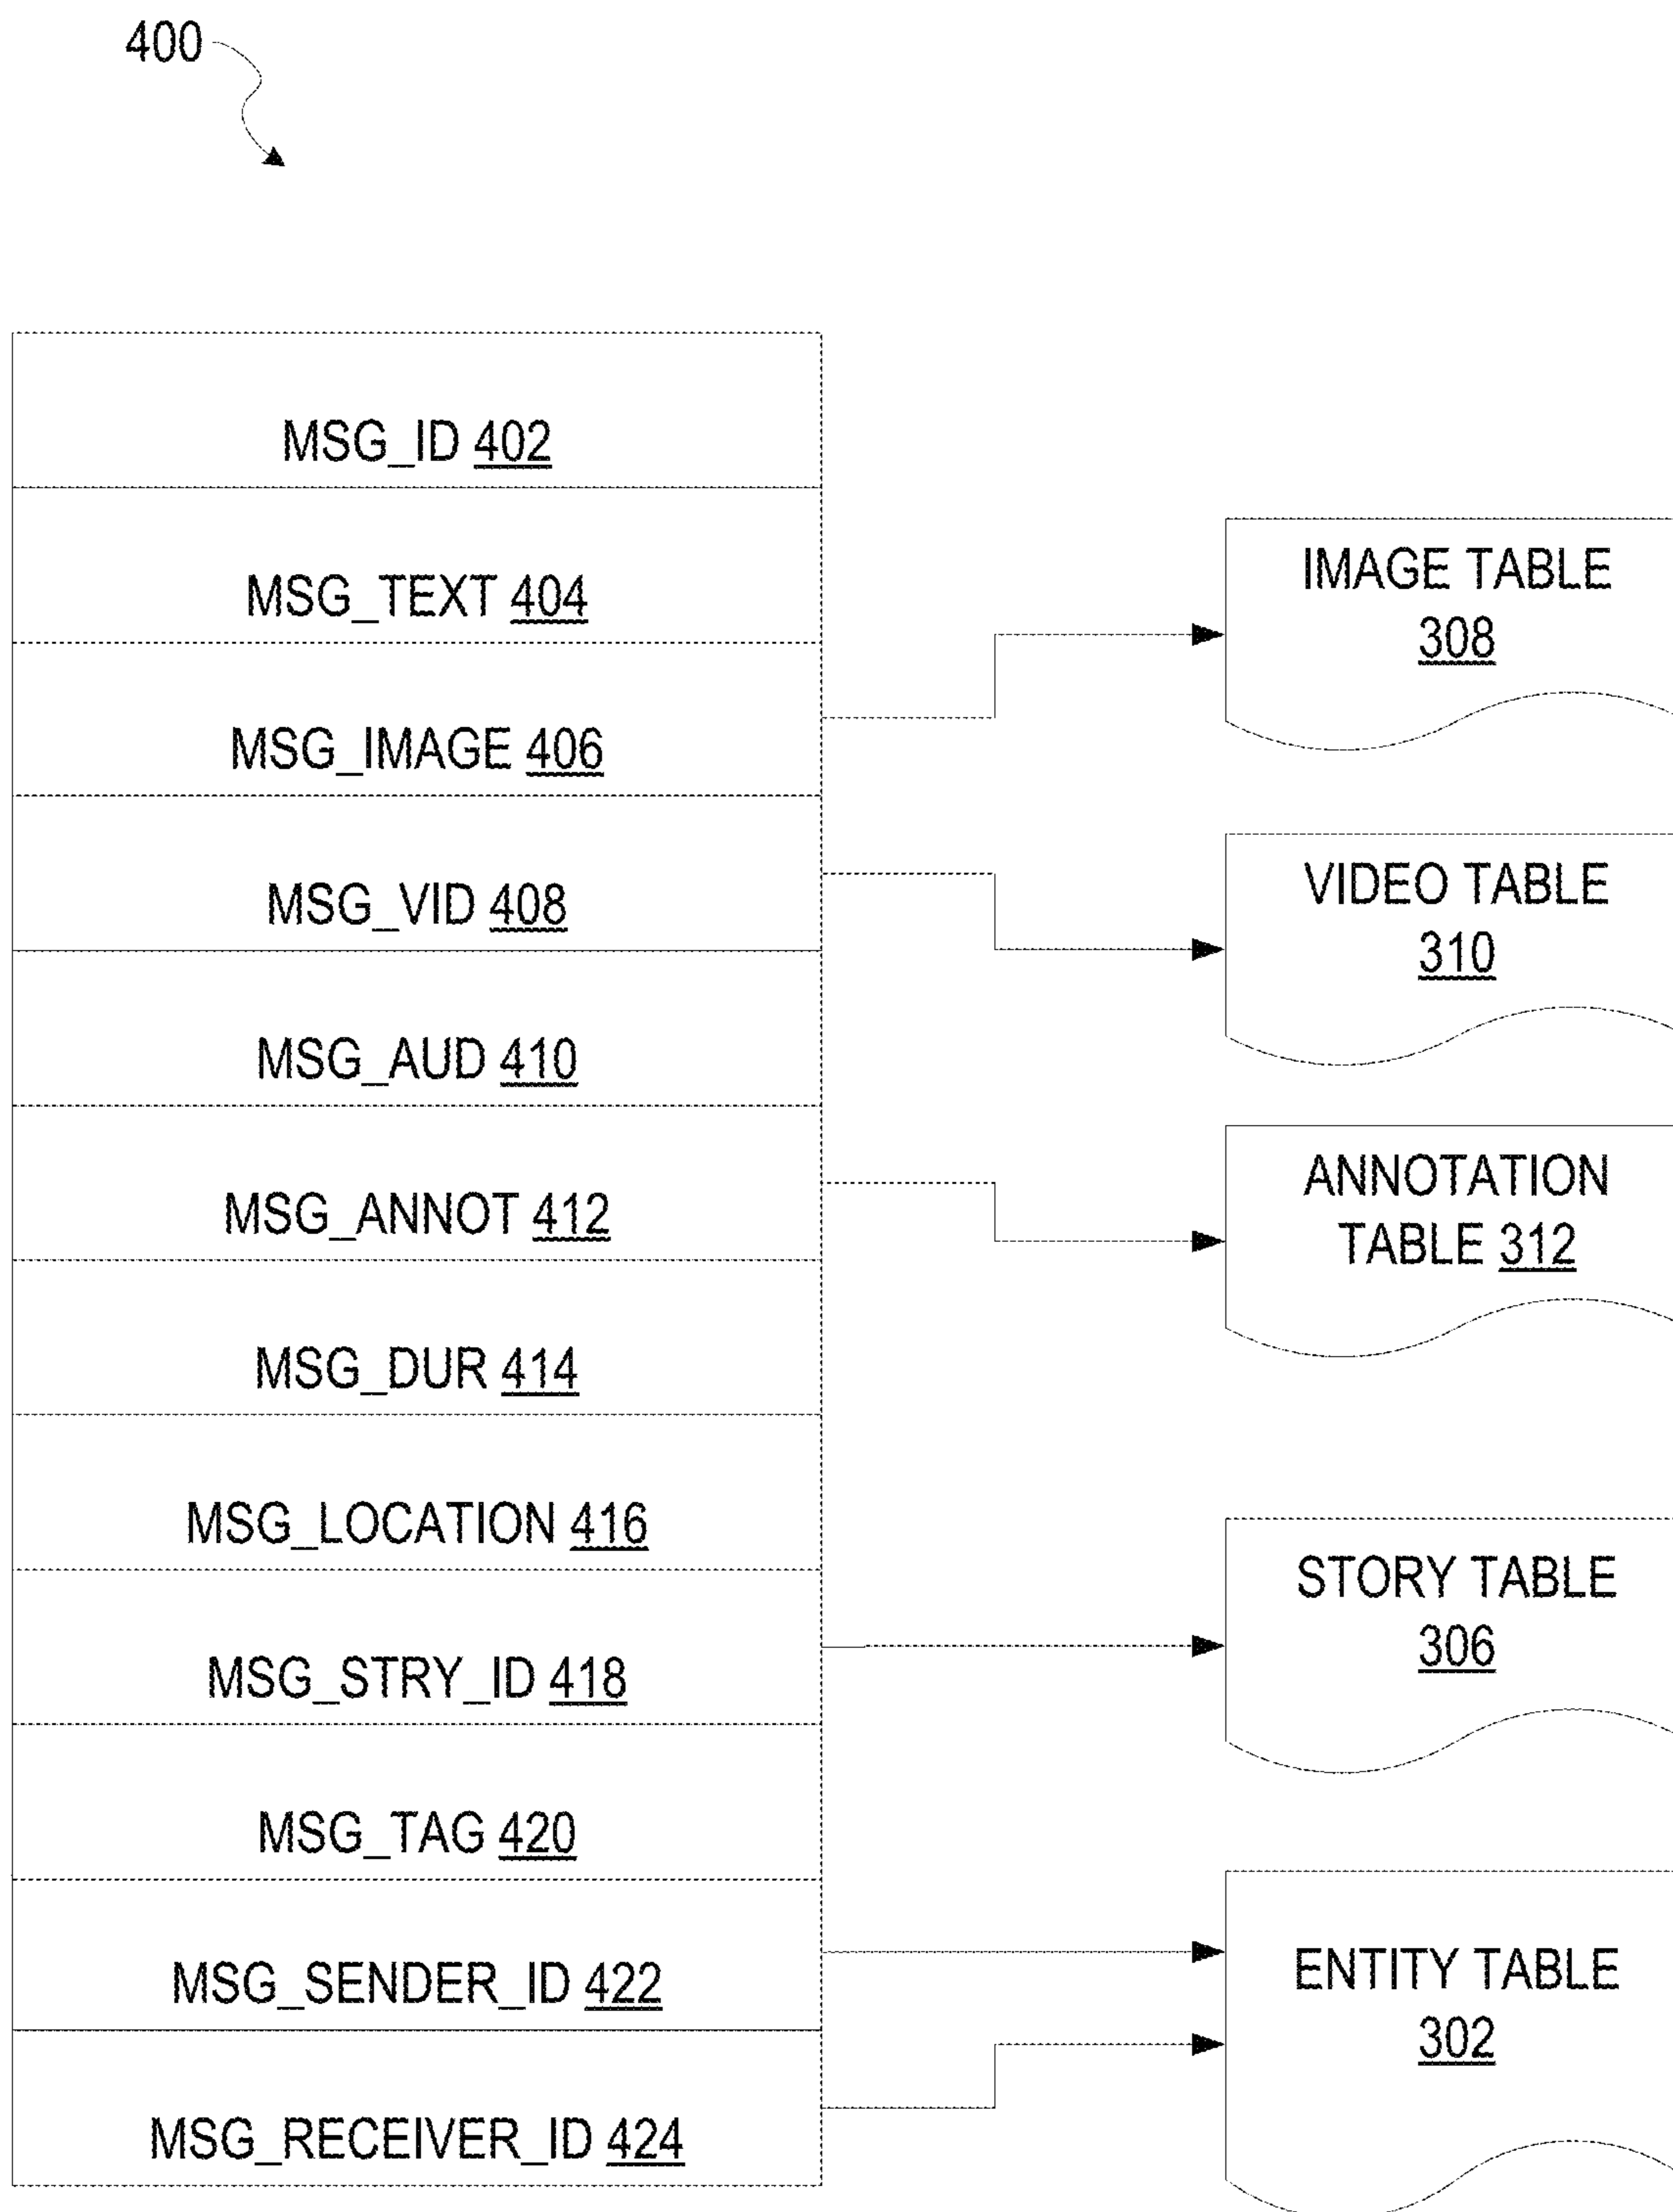 400
MSG_ID 402
MSG_TEXT 404
MSG_IMAGE 406
MSG_VID 408
MSG_AUD 410
MSG_ANNOT 412
MSG_DUR 414
MSG_LOCATION 416
MSG_STRY_ID 418
MSG_TAG 420
MSG_SENDER_ID 422
MSG_RECEIVER_ID 424
IMAGE TABLE
308
VIDEO TABLE
310
ANNOTATION
TABLE 312
STORY TABLE
306
ENTITY TABLE
302